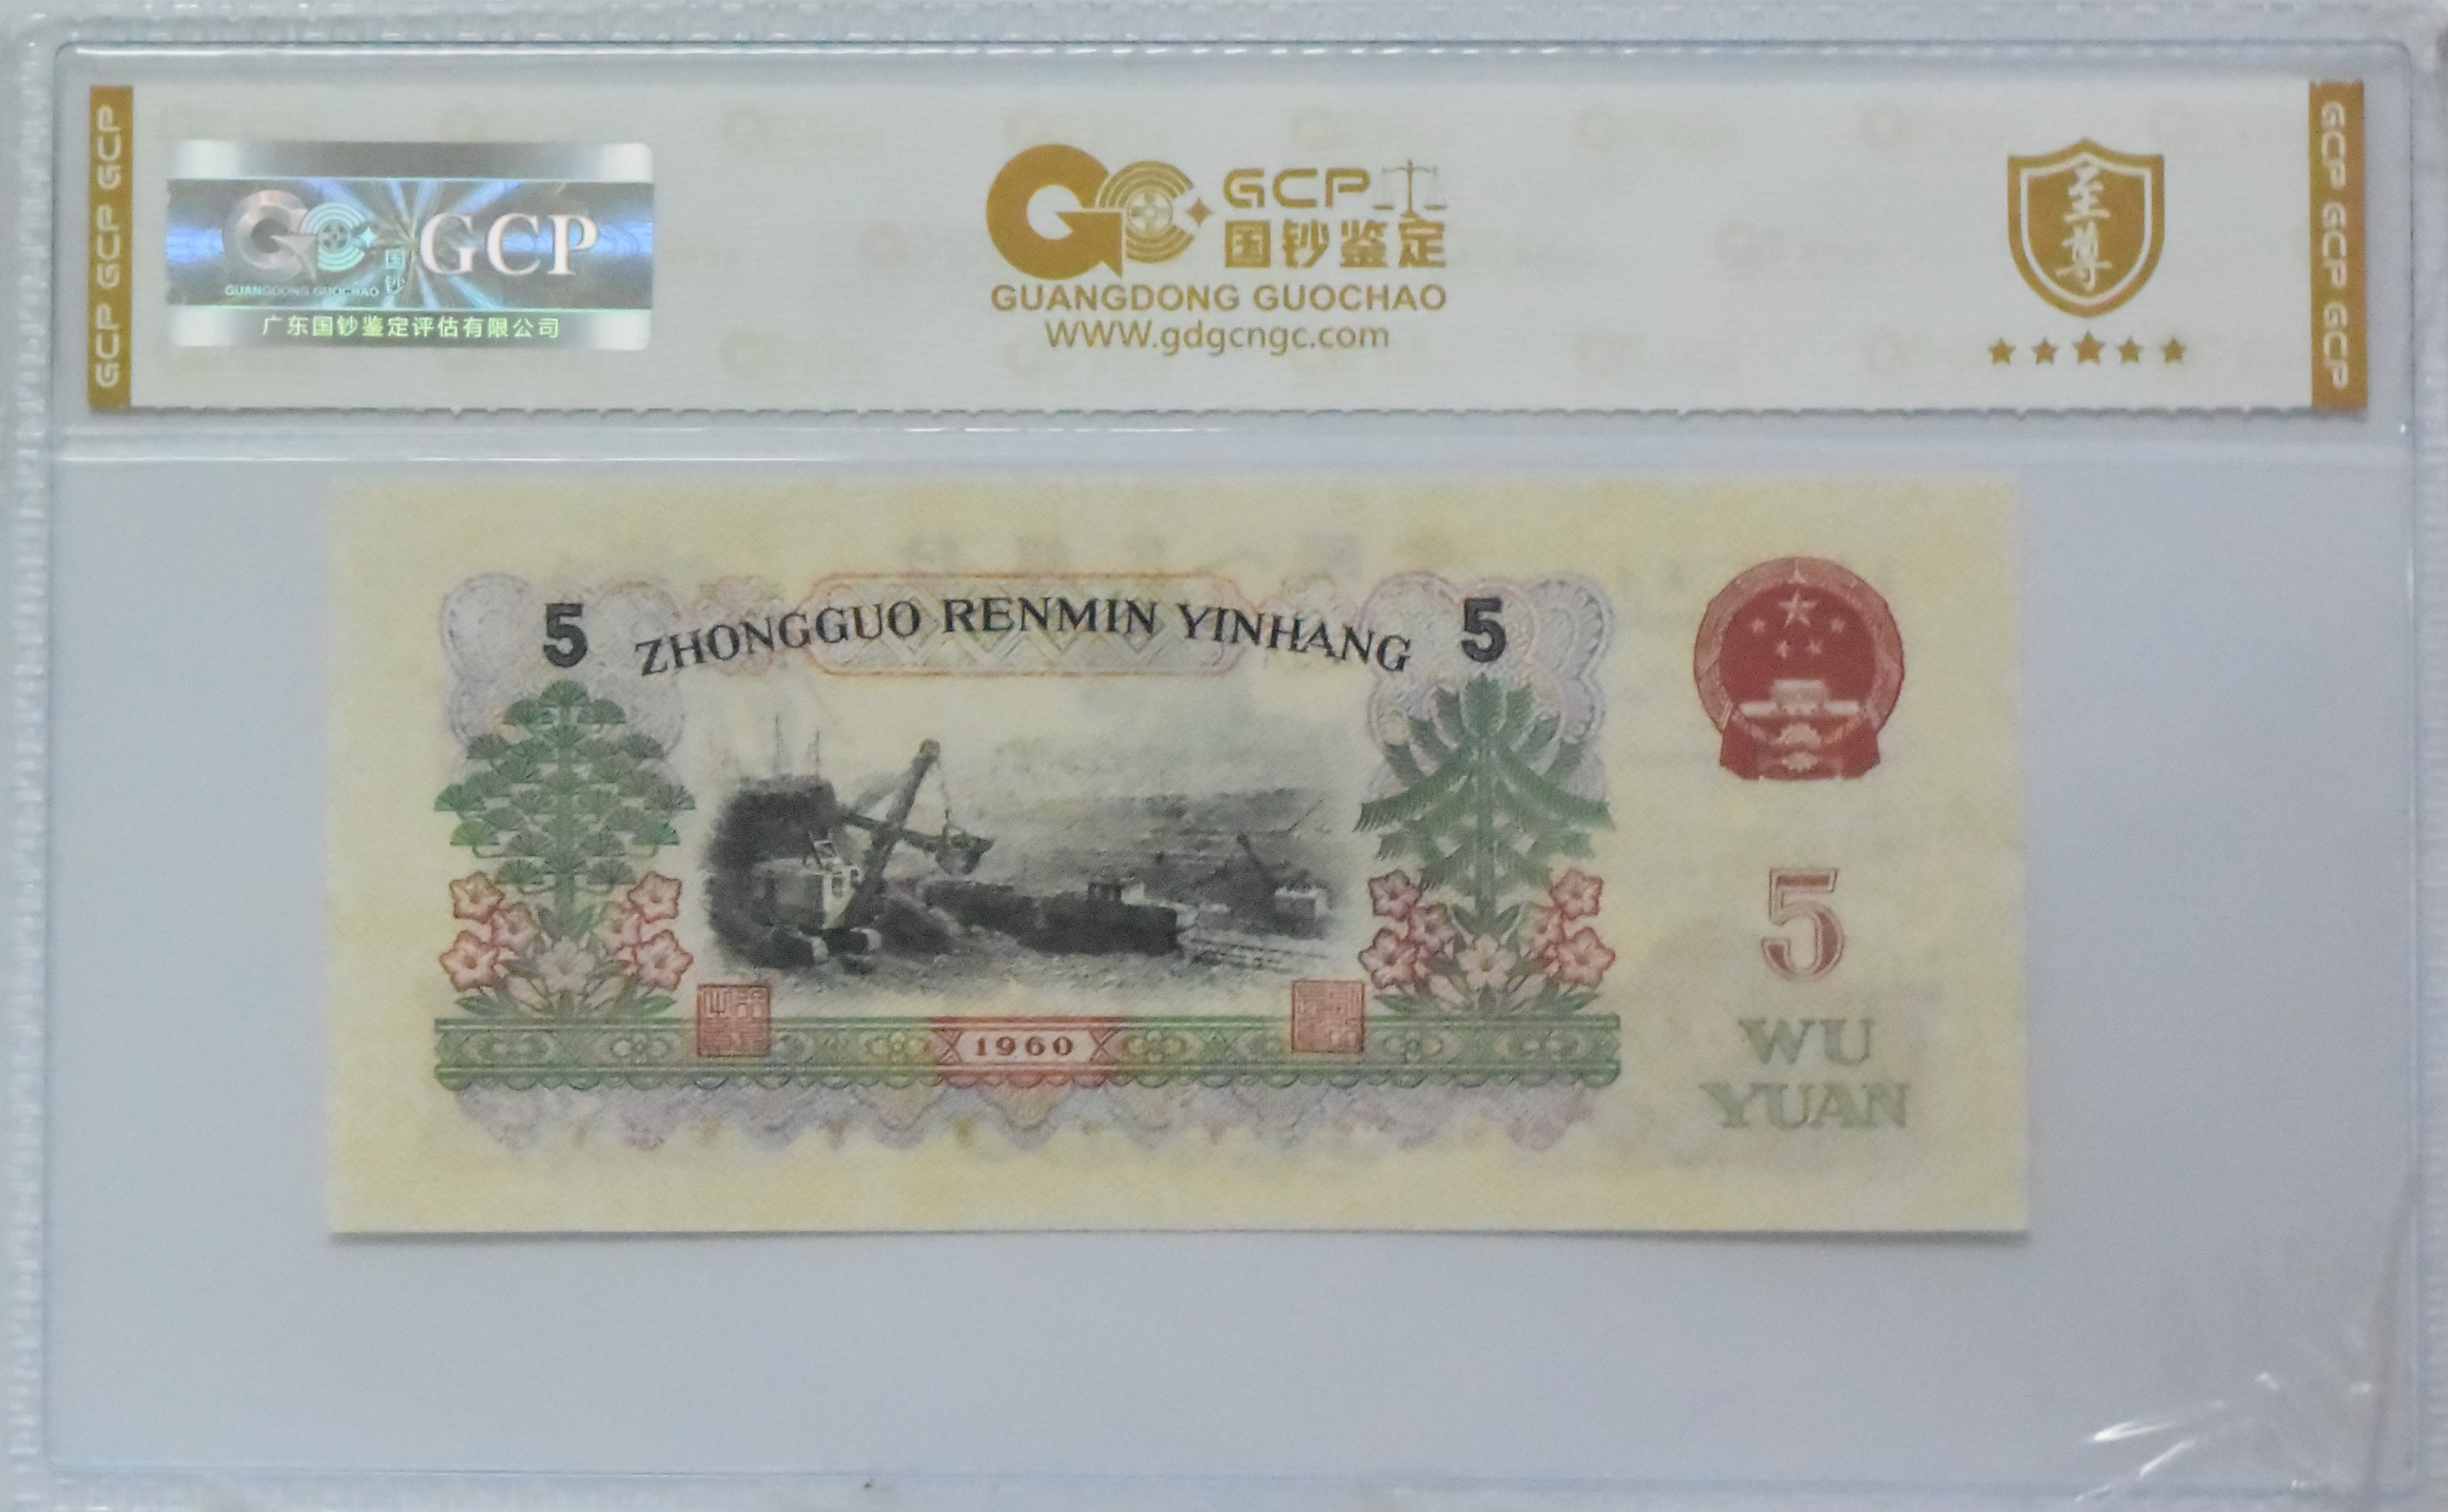 GCP GCP GCP
GUANGDONG GUOCHAO
国钞
GCP
广东国钞鉴定评估有限公司
GCP
国钞鉴定
GUANGDONG GUOCHAO
WWW.gdgcngc.com
至尊
GCP GCP GCP
5 ZHONGGUO RENMIN YINHANG 5
1960
5
WU
YUAN